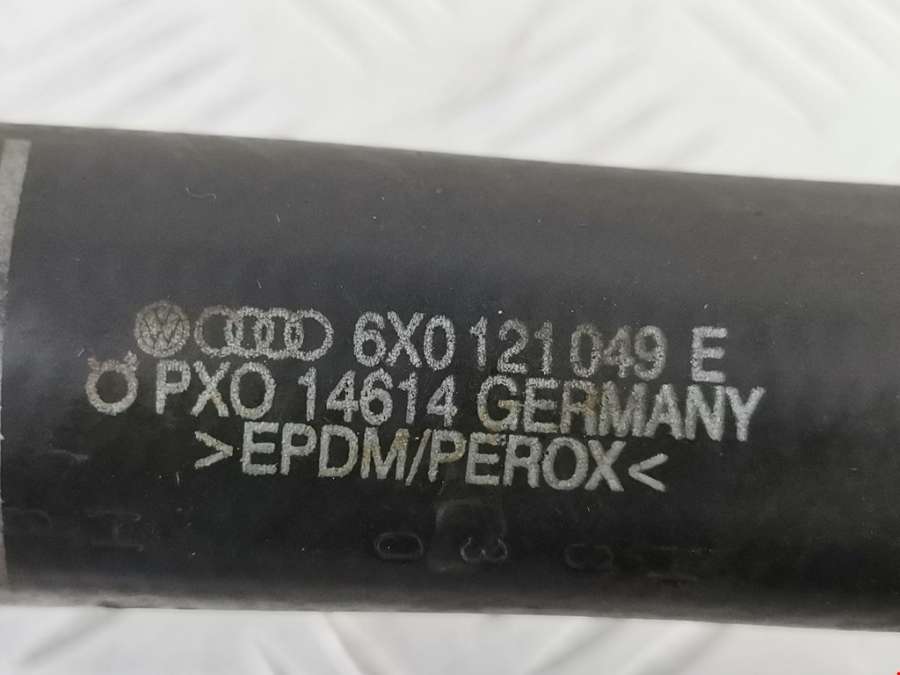 6X0 121 049 E
PXO 14614 GERMANY
>EPDM/PEROX<